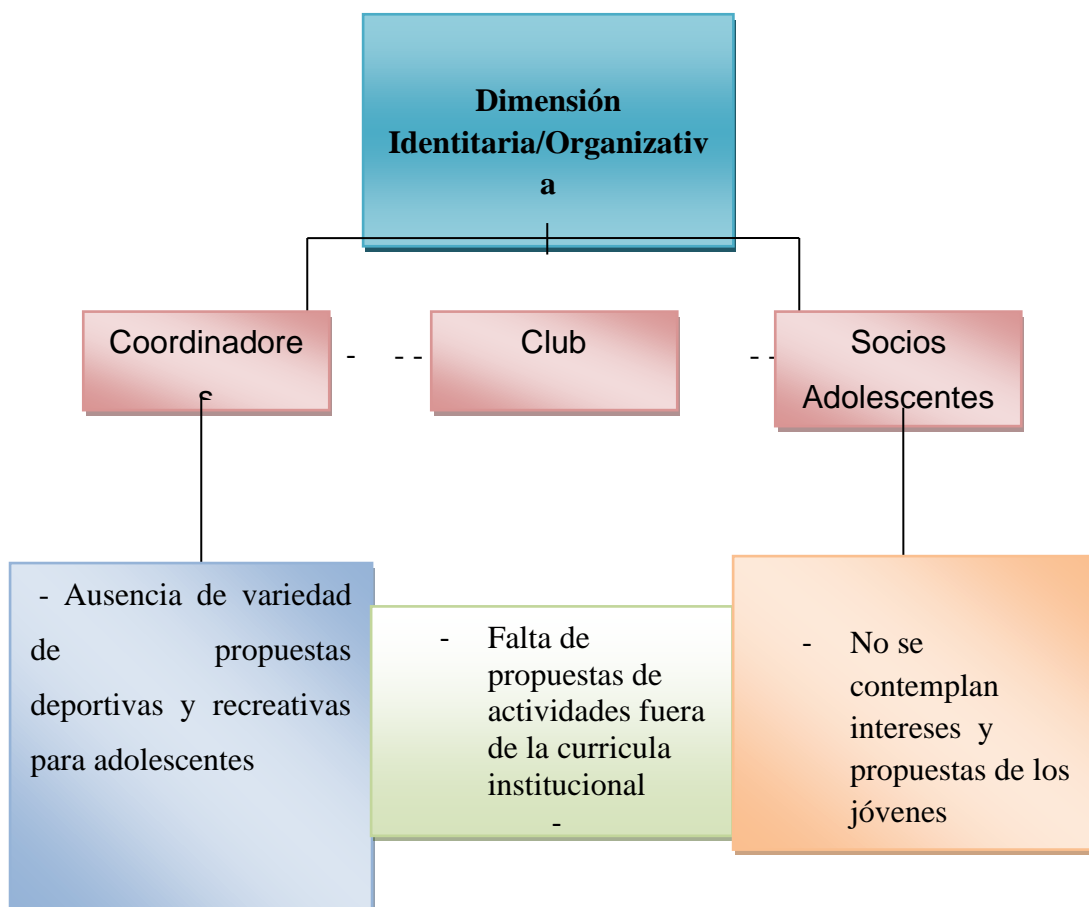 Dimensión
Identitaria/Organizativ
a
Coordinadore
s
-
- -
Club
- -
Socios
Adolescentes
- Ausencia de variedad
de propuestas
deportivas y recreativas
para adolescentes
- Falta de
propuestas de
actividades fuera
de la curricula
institucional
-
- No se
contemplan
intereses y
propuestas de los
jóvenes